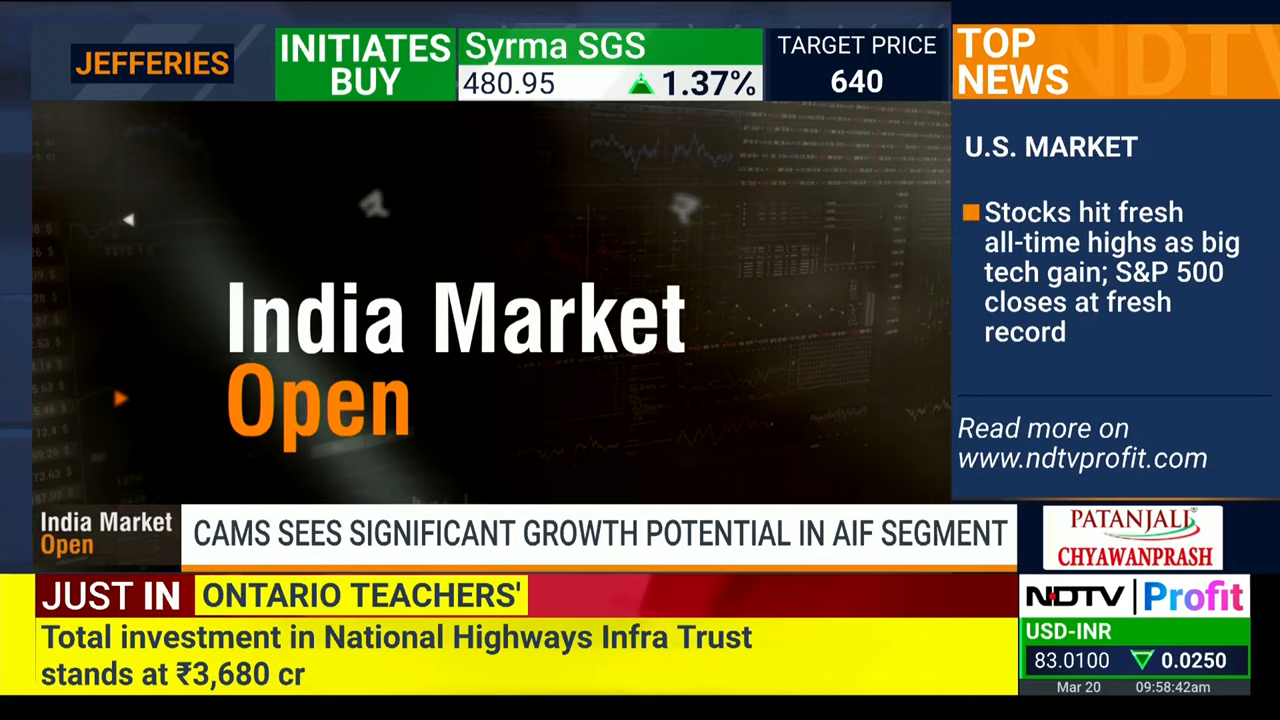 JEFFERIES
INITIATES
BUY
Syrma SGS
480.95 ▲ 1.37%
TARGET PRICE
640
TOP
NEWS
U.S. MARKET
Stocks hit fresh
all-time highs as big
tech gain; S&P 500
closes at fresh
record
Read more on
www.ndtvprofit.com
India Market
Open
India Market
Open
CAMS SEES SIGNIFICANT GROWTH POTENTIAL IN AIF SEGMENT
PATANJALI
CHYAWANPRASH
JUST IN
ONTARIO TEACHERS'
Total investment in National Highways Infra Trust
stands at ₹3,680 cr
NDTV Profit
USD-INR
83.0100 ▽ 0.0250
Mar 20 09:58:42am